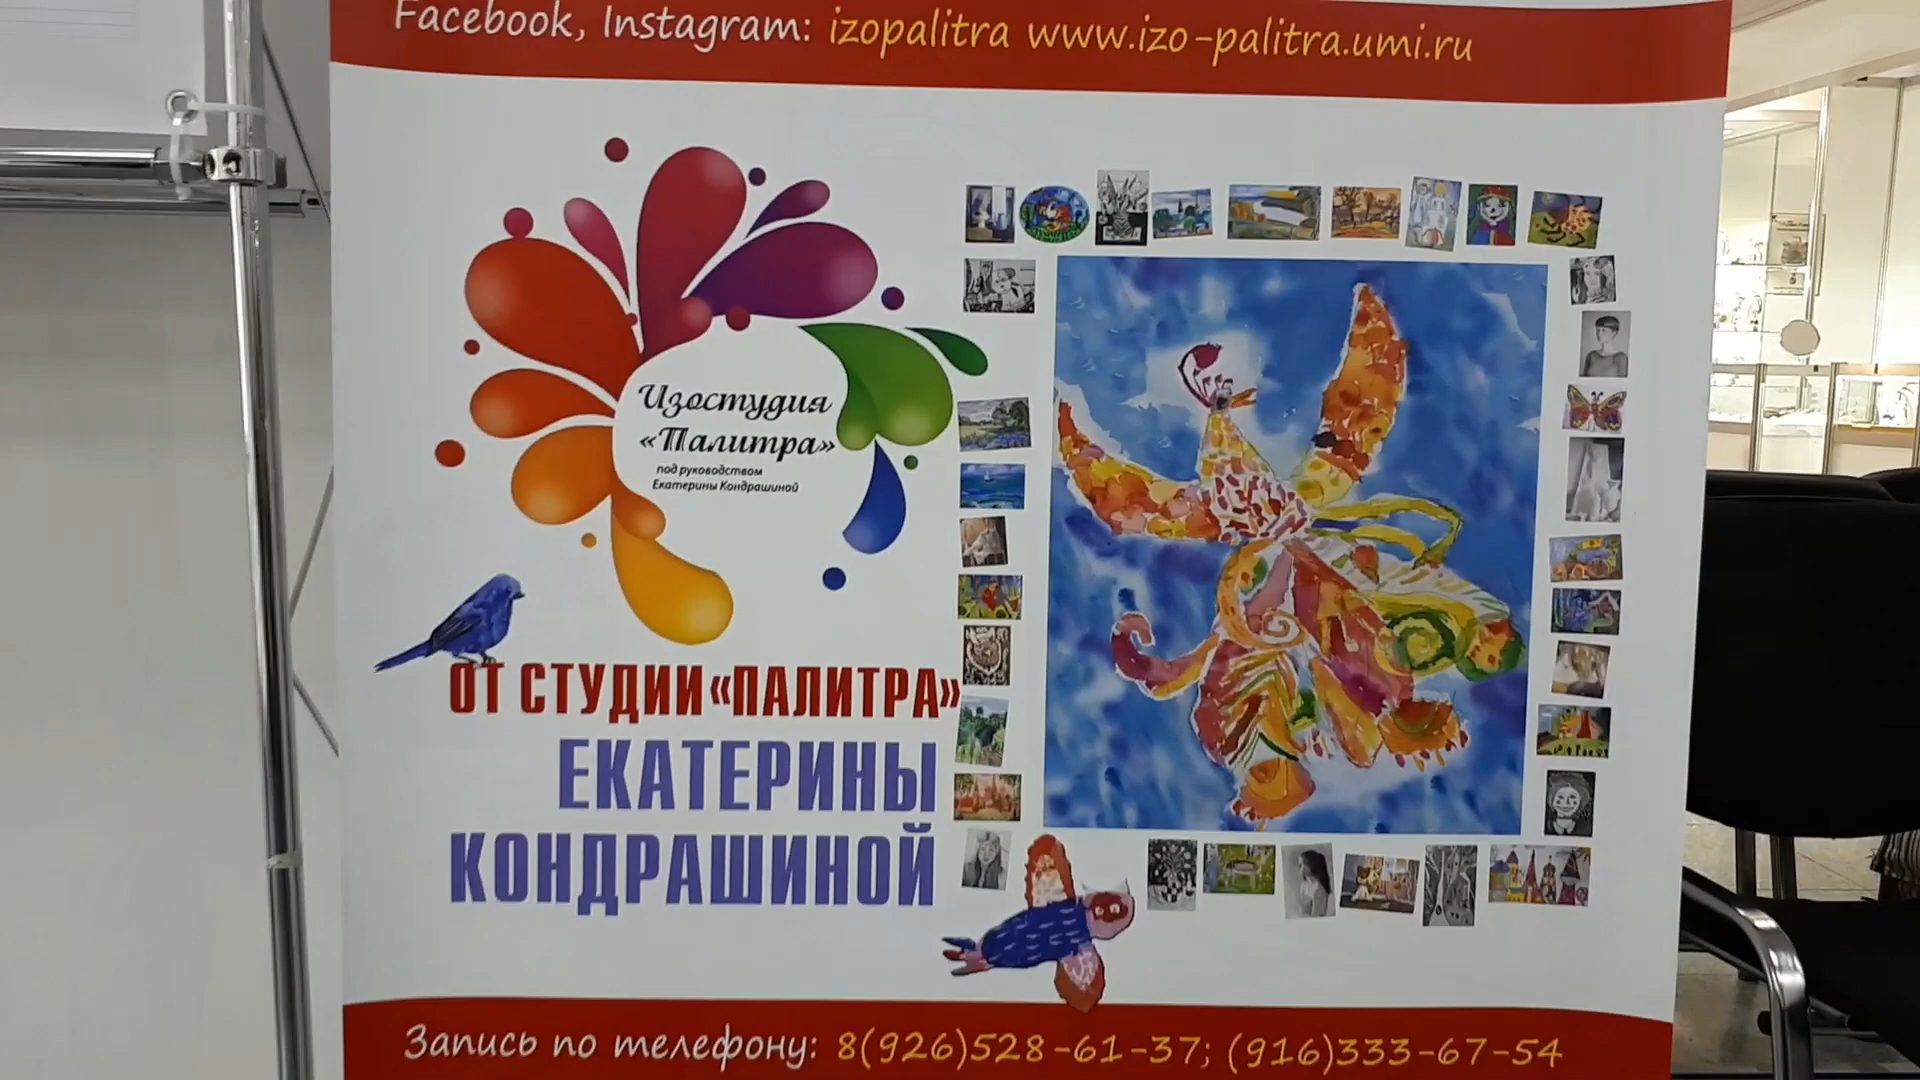 Facebook, Instagram: izopalitra www.izo-palitra.umi.ru
Изостудия
«Палитра»
под руководством
Екатерины Кондрашиной
ОТ СТУДИИ «ПАЛИТРА»
ЕКАТЕРИНЫ
КОНДРАШИНОЙ
Запись по телефону: 8(926)528-61-37; (916)333-67-54